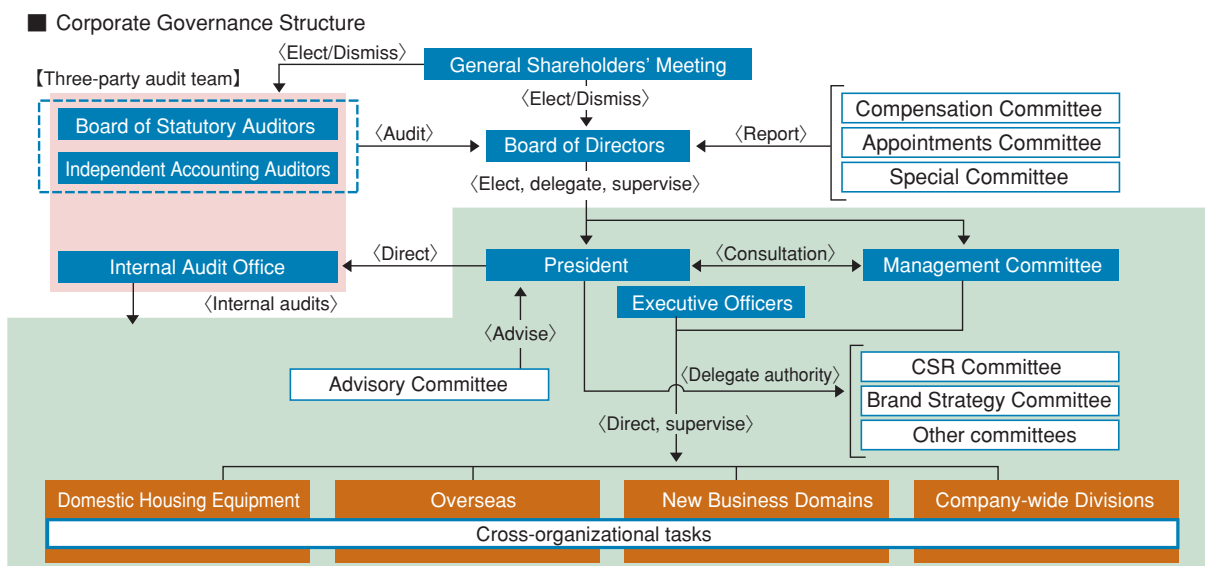 ■ Corporate Governance Structure
〈Elect/Dismiss〉
General Shareholders' Meeting
【Three-party audit team】
〈Elect/Dismiss〉
Board of Statutory Auditors
Independent Accounting Auditors
〈Audit〉
Board of Directors
〈Report〉
Compensation Committee
Appointments Committee
Special Committee
〈Elect, delegate, supervise〉
Internal Audit Office
〈Direct〉
President
〈Consultation〉
Management Committee
〈Internal audits〉
Executive Officers
〈Advise〉
Advisory Committee
〈Delegate authority〉
CSR Committee
Brand Strategy Committee
Other committees
〈Direct, supervise〉
Domestic Housing Equipment
Overseas
New Business Domains
Company-wide Divisions
Cross-organizational tasks